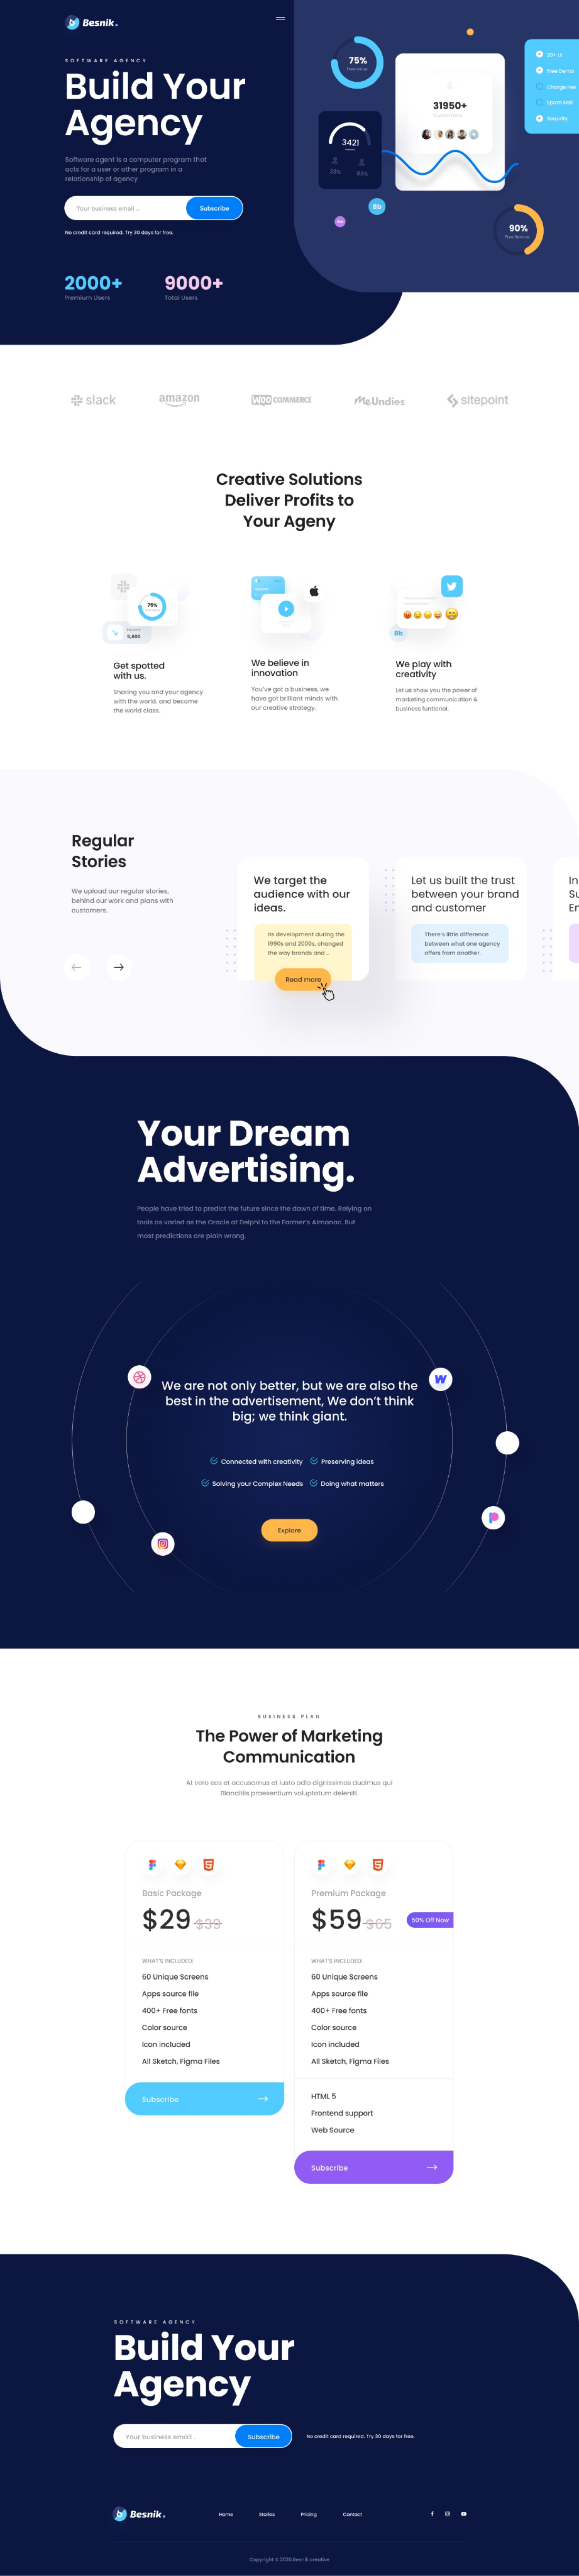 Besnik.
SOFTWARE AGENCY
Build Your
Agency
Software agent is a computer program that
acts for a user or other program in a
relationship of agency
Your business email ..
Subscribe
No credit card required. Try 30 days for free.
2000+
Premium Users
9000+
Total Users
75%
31950+
3421
33%
93%
Bb
90%
Free Service
20+ UI
Free Demo
Charge Fee
Spam Mail
Sequrity
slack
amazon
WOO COMMERCE
MeUndies
sitepoint
Creative Solutions
Deliver Profits to
Your Ageny
75%
5,000
Bb
Get spotted
with us.
Sharing you and your agency
with the world. and become
the world class.
We believe in
innovation
You've got a business, we
have got brilliant minds with
our creative strategy.
We play with
creativity
Let us show you the power of
marketing communication &
business funtional.
Regular
Stories
We upload our regular stories,
behind our work and plans with
customers.
We target the
audience with our
ideas.
Its development during the
1990s and 2000s, changed
the way brands and ..
Read more
Let us built the trust
between your brand
and customer
There's little difference
between what one agency
offers from another.
In
Su
Er
Your Dream
Advertising.
People have tried to predict the future since the dawn of time. Relying on
tools as varied as the Oracle at Delphi to the Farmer's Almanac. But
most predictions are plain wrong.
We are not only better, but we are also the
best in the advertisement, We don't think
big; we think giant.
Connected with creativity
Preserving ideas
Solving your Complex Needs
Doing what matters
Explore
BUSINESS PLAN
The Power of Marketing
Communication
At vero eos et accusamus et iusto odio dignissimos ducimus qui
Blanditiis praesentium voluptatum deleniti.
Basic Package
$29 $39
WHAT'S INCLUDED:
60 Unique Screens
Apps source file
400+ Free fonts
Color source
Icon included
All Sketch, Figma Files
Subscribe
Premium Package
$59 $65
50% Off Now
WHAT'S INCLUDED:
60 Unique Screens
Apps source file
400+ Free fonts
Color source
Icon included
All Sketch, Figma Files
HTML 5
Frontend support
Web Source
Subscribe
SOFTWARE AGENCY
Build Your
Agency
Your business email ..
Subscribe
No credit card required. Try 30 days for free.
Besnik.
Home
Stories
Pricing
Contact
Copyright © 2020.besnik creative